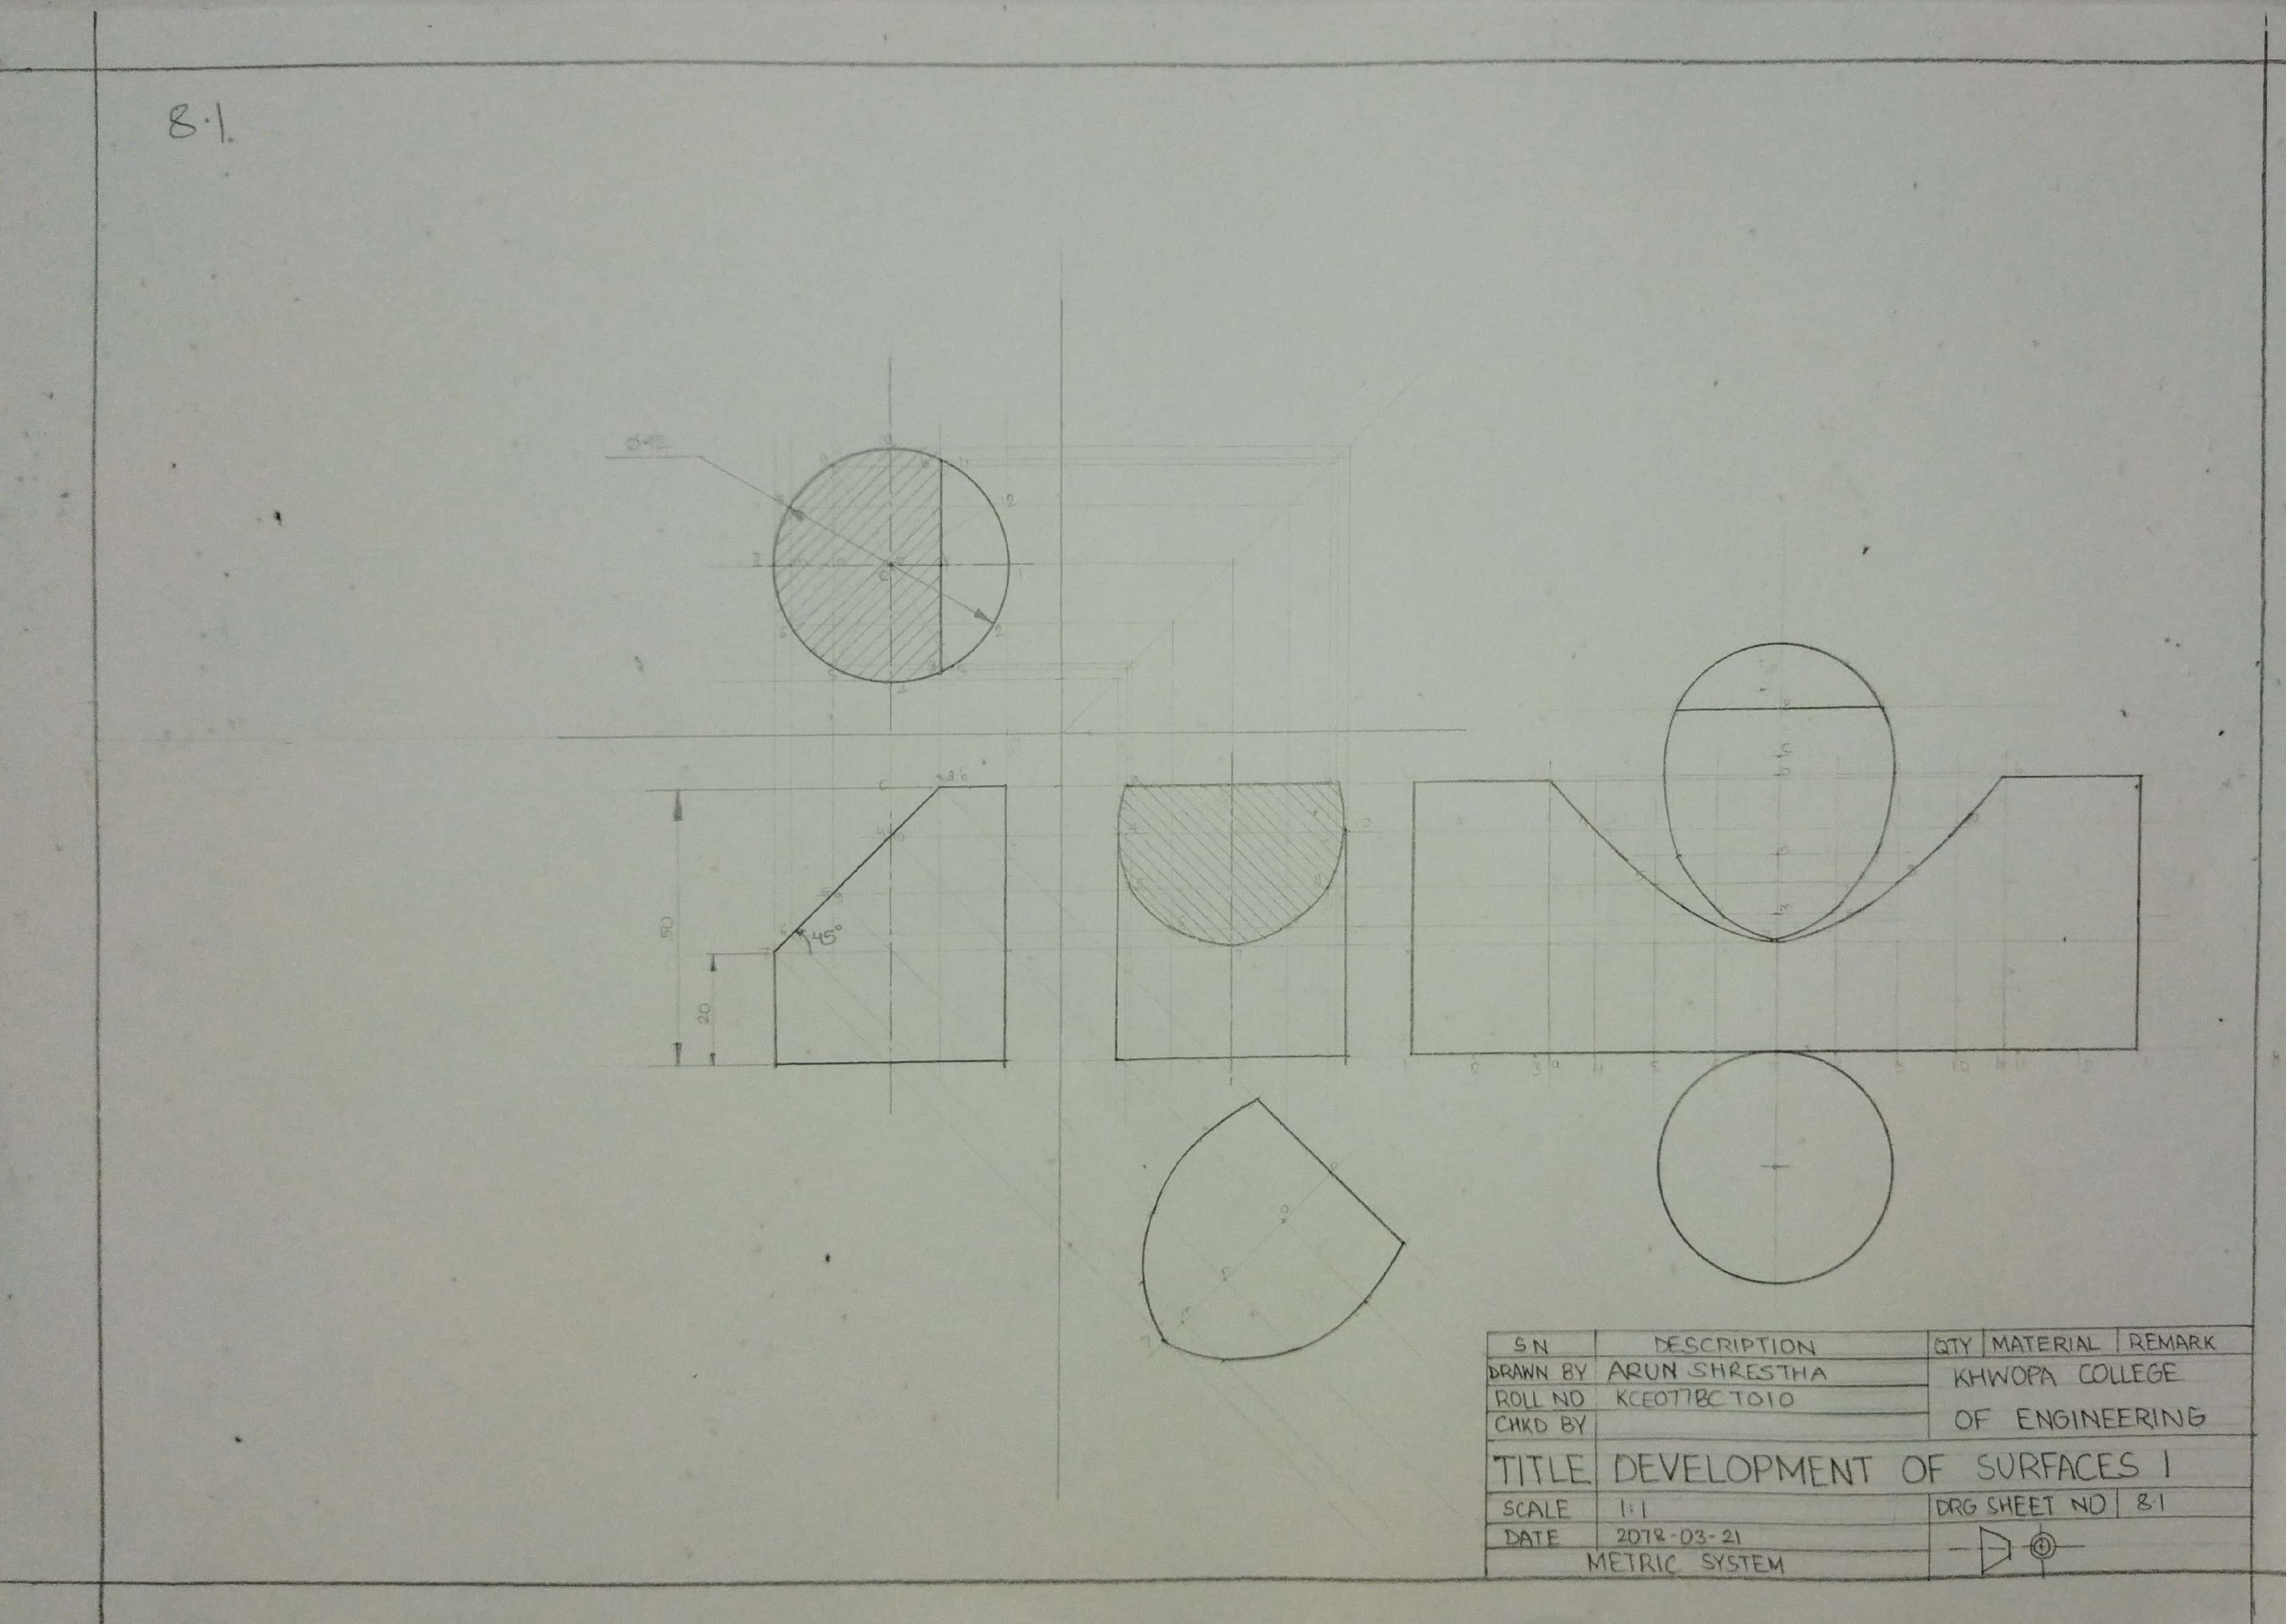 8.1.
50
20
45°
SN DESCRIPTION QTY MATERIAL REMARK
DRAWN BY ARUN SHRESTHA KHWOPA COLLEGE
ROLL NO KCE077BCT010 OF ENGINEERING
CHKD BY
TITLE DEVELOPMENT OF SURFACES 1
SCALE 1:1 DRG SHEET NO 8.1
DATE 2078-03-21
METRIC SYSTEM